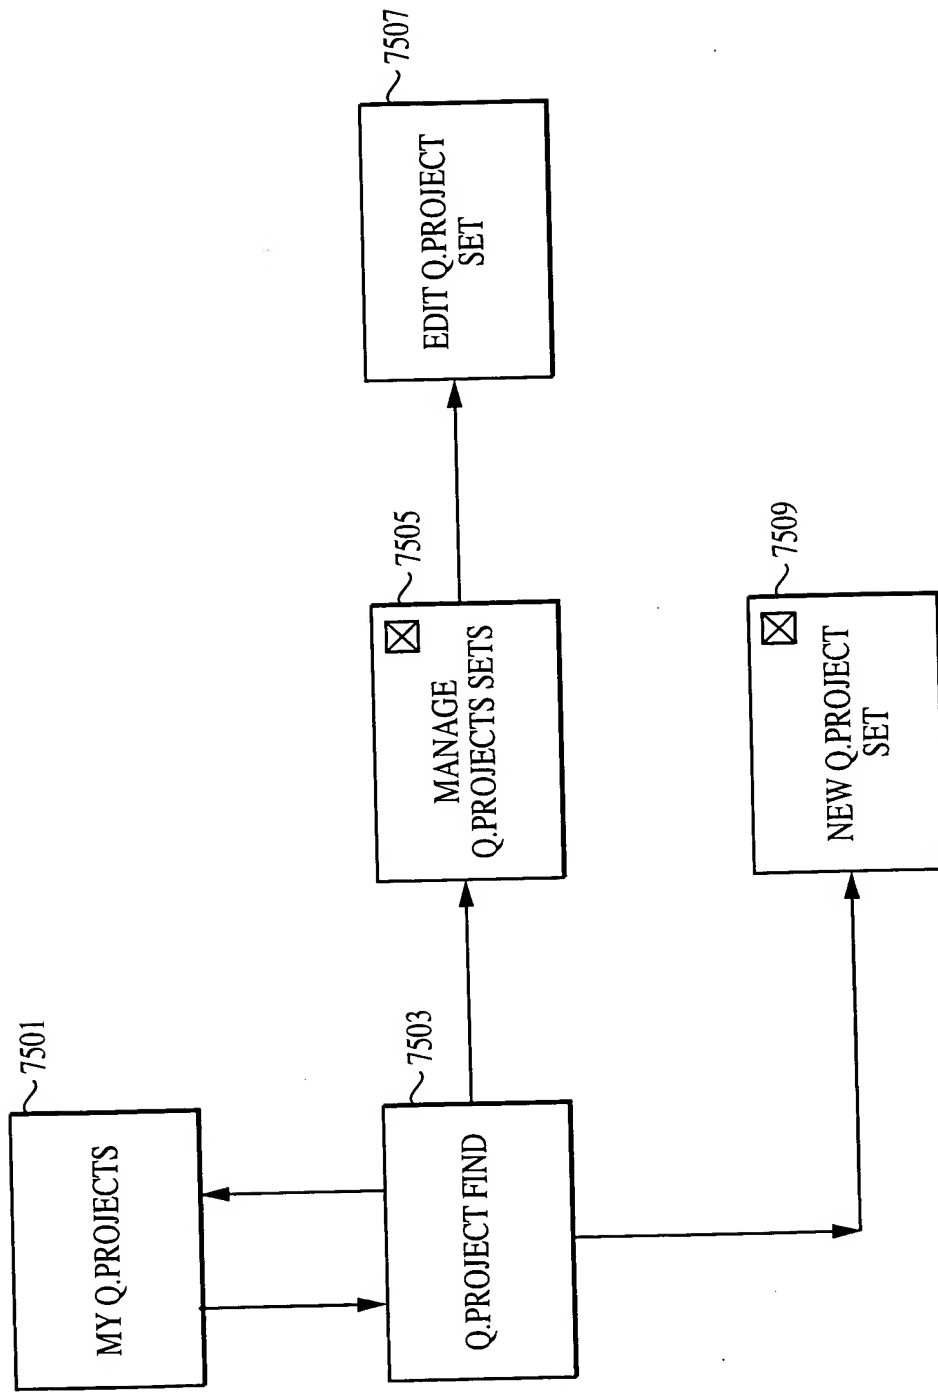 7501
MY Q.PROJECTS
7503
Q.PROJECT FIND
7505
MANAGE
Q.PROJECTS SETS
7507
EDIT Q.PROJECT
SET
7509
NEW Q.PROJECT
SET